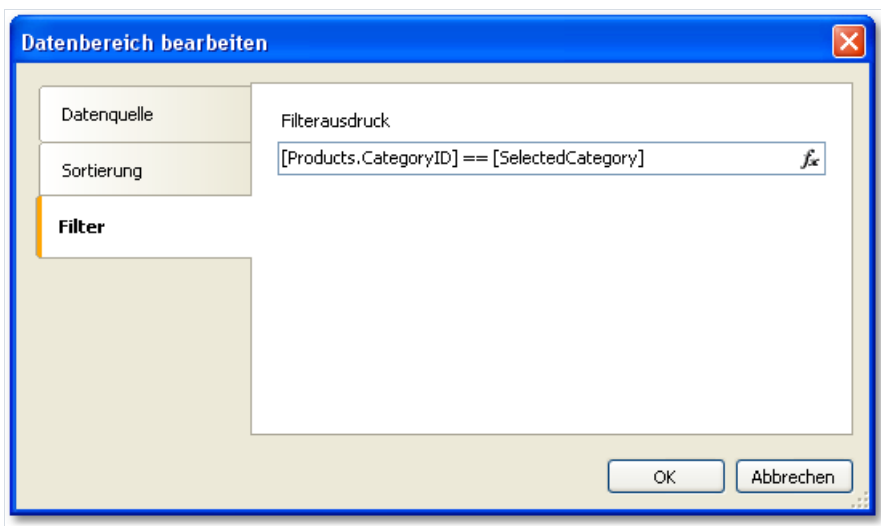 Datenbereich bearbeiten
Datenquelle
Sortierung
Filter
Filterausdruck
[Products.CategoryID] == [SelectedCategory]
fx
OK
Abbrechen